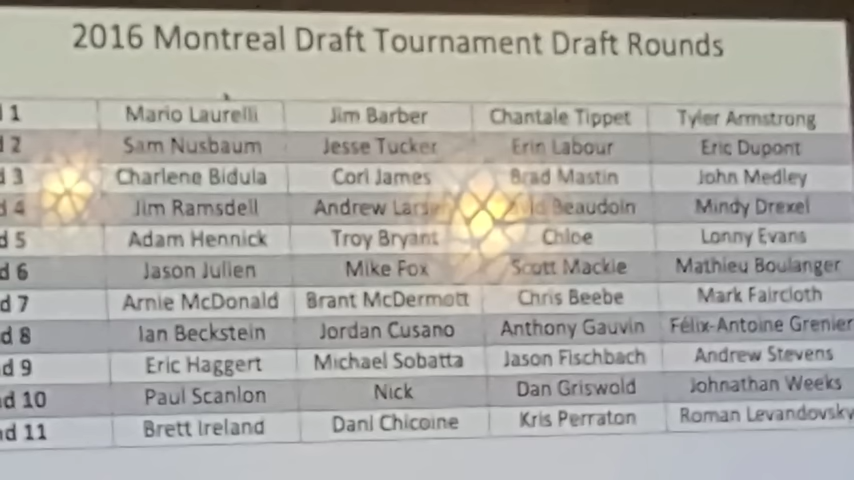 2016 Montreal Draft Tournament Draft Rounds
d 1 Mario Laurelli Jim Barber Chantale Tippet Tyler Armstrong
d 2 Sam Nusbaum Jesse Tucker Erin Labour Eric Dupont
d 3 Charlene Bidula Cori James Brad Mastin John Medley
d 4 Jim Ramsdell Andrew Beaudoin Mindy Drexel
d 5 Adam Hennick Troy Bryant Chloe Lonny Evans
d 6 Jason Julien Mike Fox Scott Mackie Mathieu Boulanger
d 7 Arnie McDonald Brant McDermott Chris Beebe Mark Faircloth
d 8 Ian Beckstein Jordan Cusano Anthony Gauvin Félix-Antoine Grenier
d 9 Eric Haggert Michael Sobatta Jason Fischbach Andrew Stevens
nd 10 Paul Scanlon Nick Dan Griswold Johnathan Weeks
nd 11 Brett Ireland Dani Chicoine Kris Perraton Roman Levandovsky